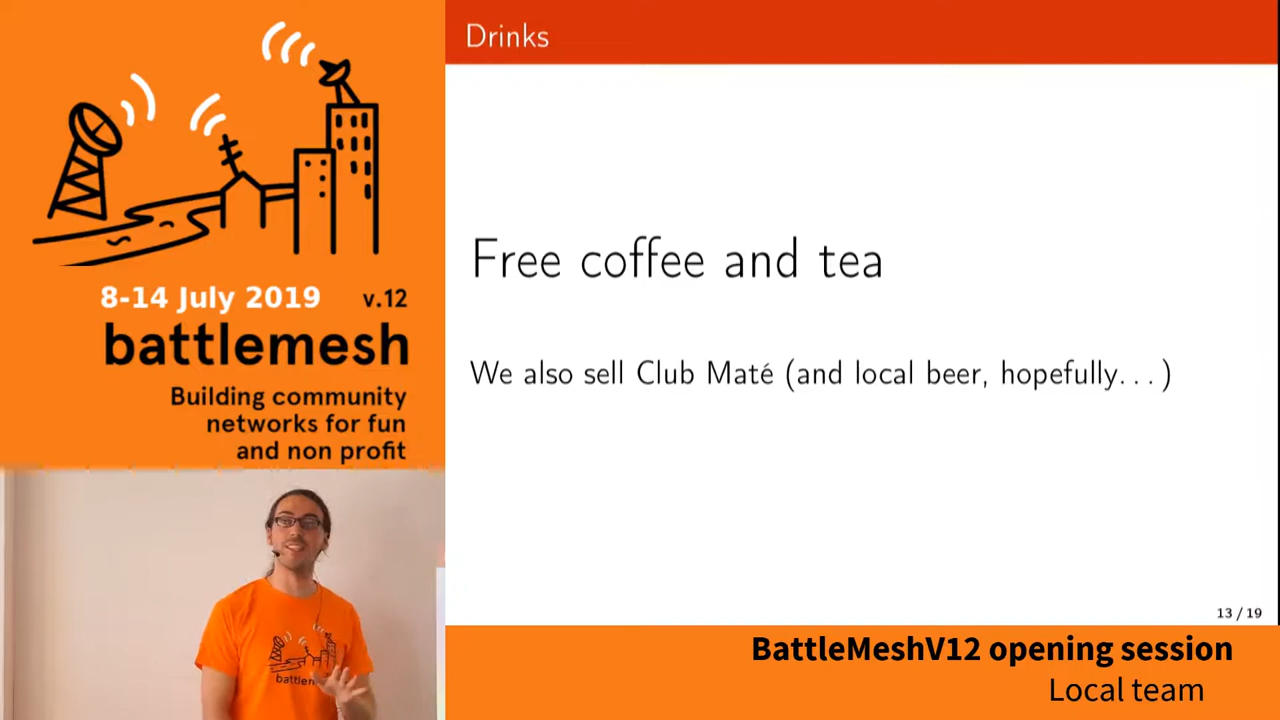 8-14 July 2019 v.12
battlemesh
Building community
networks for fun
and non profit
Drinks
Free coffee and tea
We also sell Club Maté (and local beer, hopefully. . . )
13 / 19
BattleMeshV12 opening session
Local team